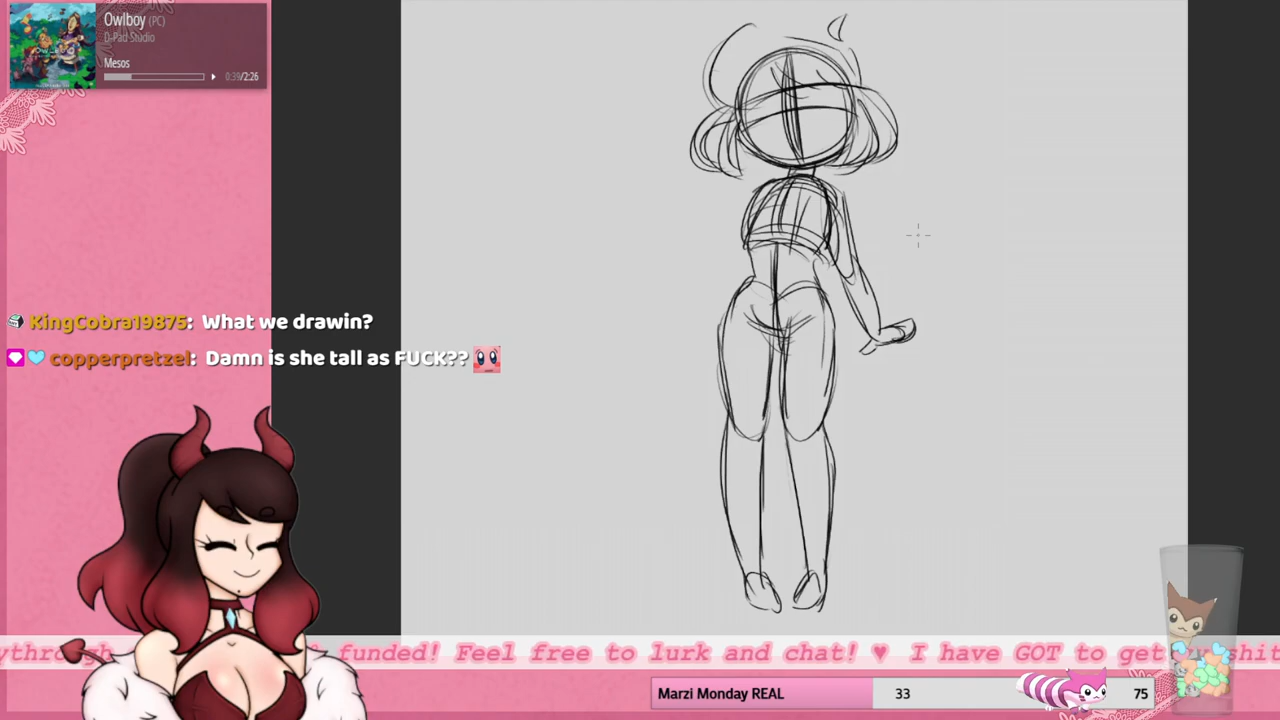 Owlboy (PC)
D-Pad Studio
Mesos
0:39/2:26
KingCobra19875: What we drawin?
copperpretzel: Damn is she tall as FUCK??
funded! Feel free to lurk and chat! ♥ I have GOT to get
Marzi Monday REAL 33 75